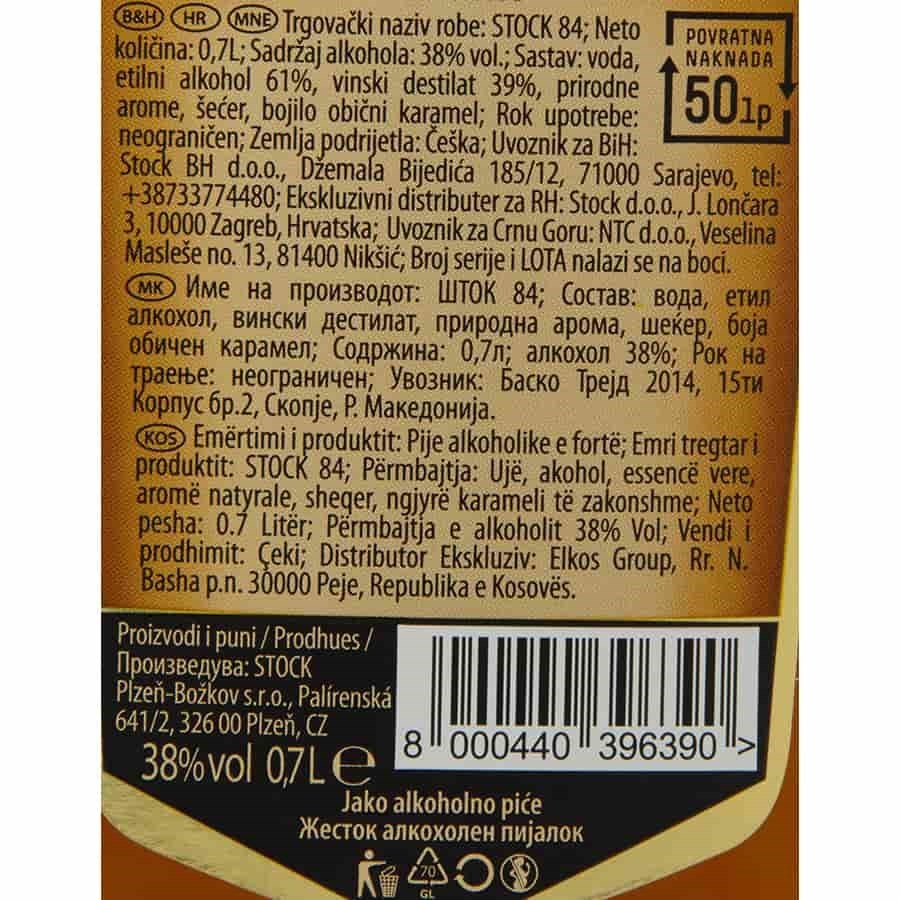 B&H HR MNE Trgovački naziv robe: STOCK 84; Neto
količina: 0,7L; Sadržaj alkohola: 38% vol.; Sastav: voda,
etilni alkohol 61%, vinski destilat 39%, prirodne
arome, šećer, bojilo obični karamel; Rok upotrebe:
neograničen; Zemlja podrijetla: Češka; Uvoznik za BiH:
Stock BH d.o.o., Džemala Bijedića 185/12, 71000 Sarajevo, tel:
+38733774480; Ekskluzivni distributer za RH: Stock d.o.o., J. Lončara
3, 10000 Zagreb, Hrvatska; Uvoznik za Crnu Goru: NTC d.o.o., Veselina
Masleše no. 13, 81400 Nikšić; Broj serije i LOTA nalazi se na boci.
POVRATNA
NAKNADA
50lp
MK Име на производот: ШТОК 84; Состав: вода, етил
алкохол, вински дестилат, природна арома, шеќер, боја
обичен карамел; Содржина: 0,7л; алкохол 38%; Рок на
траење: неограничен; Увозник: Баско Трејд 2014, 15ти
Корпус бр.2, Скопје, Р. Македонија.
KOS Emërtimi i produktit: Pije alkoholike e fortë; Emri tregtar i
produktit: STOCK 84; Përmbajtja: Ujë, akohol, essencë vere,
aromë natyrale, sheqer, ngjyrë karameli të zakonshme; Neto
pesha: 0.7 Litër; Përmbajtja e alkoholit 38% Vol; Vendi i
prodhimit: Çeki; Distributor Ekskluziv: Elkos Group, Rr. N.
Basha p.n. 30000 Peje, Republika e Kosovës.
Proizvodi i puni / Prodhues /
Произведува: STOCK
Plzeň-Božkov s.r.o., Palírenská
641/2, 326 00 Plzeň, CZ
38%vol 0,7L e
8 000440 396390 >
Jako alkoholno piće
Жесток алкохолен пијалок
70
GL